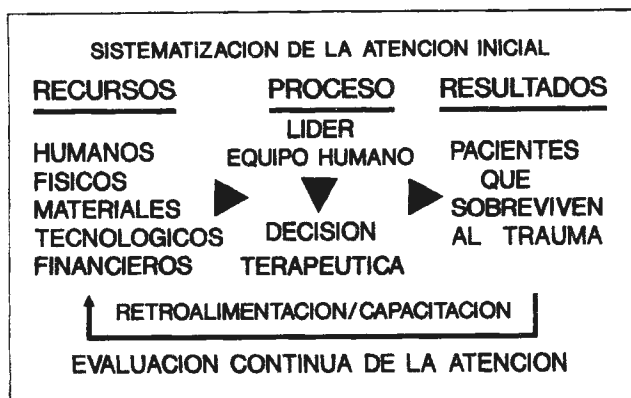 SISTEMATIZACION DE LA ATENCION INICIAL
RECURSOS
HUMANOS
FISICOS
MATERIALES
TECNOLOGICOS
FINANCIEROS
PROCESO
LIDER
EQUIPO HUMANO
DECISION
TERAPEUTICA
RESULTADOS
PACIENTES
QUE
SOBREVIVEN
AL TRAUMA
RETROALIMENTACION/CAPACITACION
EVALUACION CONTINUA DE LA ATENCION